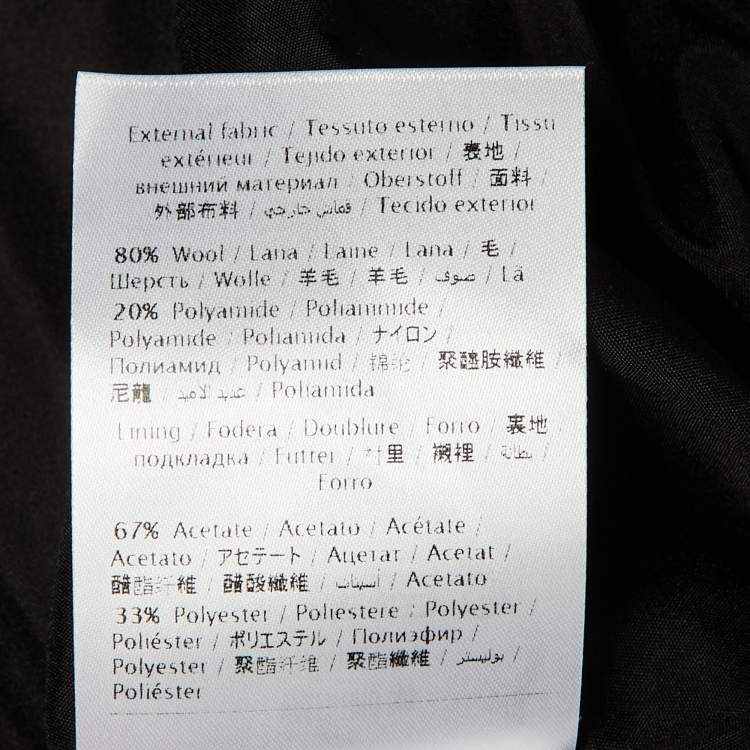 External fabric / Tessuto esterno / Tissu
extérieur / Tejido exterior / 表地 /
внешний материал / Oberstoff / 面料 /
外部布料 / قماش خارجي / Tecido exterior
80% Wool / Lana / Laine / Lana / 毛 /
Шерсть / Wolle / 羊毛 / 羊毛 / صوف / Lã
20% Polyamide / Poliammide /
Polyamide / Poliamida / ナイロン /
Полиамид / Polyamid / 锦纶 / 聚醯胺纖維 /
尼龍 / عديد الأميد / Poliamida
Lining / Fodera / Doublure / Forro / 裏地 /
подкладка / Futter / 衬里 / 襯裡 / بطانة /
Forro
67% Acetate / Acetato / Acétate /
Acetato / アセテート / Ацетат / Acetat /
醋酯纤维 / 醋酸纖維 / أسيتات / Acetato
33% Polyester / Poliestere / Polyester /
Poliéster / ポリエステル / Полиэфир /
Polyester / 聚酯纤维 / 聚酯纖維 / بوليستر /
Poliéster